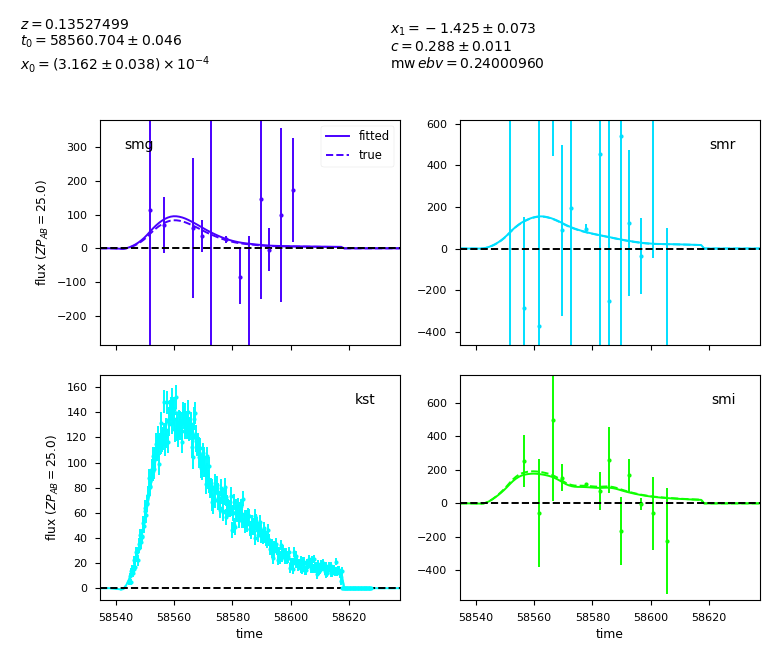 z = 0.13527499
t₀ = 58560.704 ± 0.046
x₀ = (3.162 ± 0.038) × 10⁻⁴
x₁ = −1.425 ± 0.073
c = 0.288 ± 0.011
mw ebv = 0.24000960
smg
fitted
true
300
200
100
0
−100
−200
flux (ZP_AB = 25.0)
smr
600
400
200
0
−200
−400
kst
160
140
120
100
80
60
40
20
0
flux (ZP_AB = 25.0)
58540 58560 58580 58600 58620
time
smi
600
400
200
0
−200
−400
58540 58560 58580 58600 58620
time